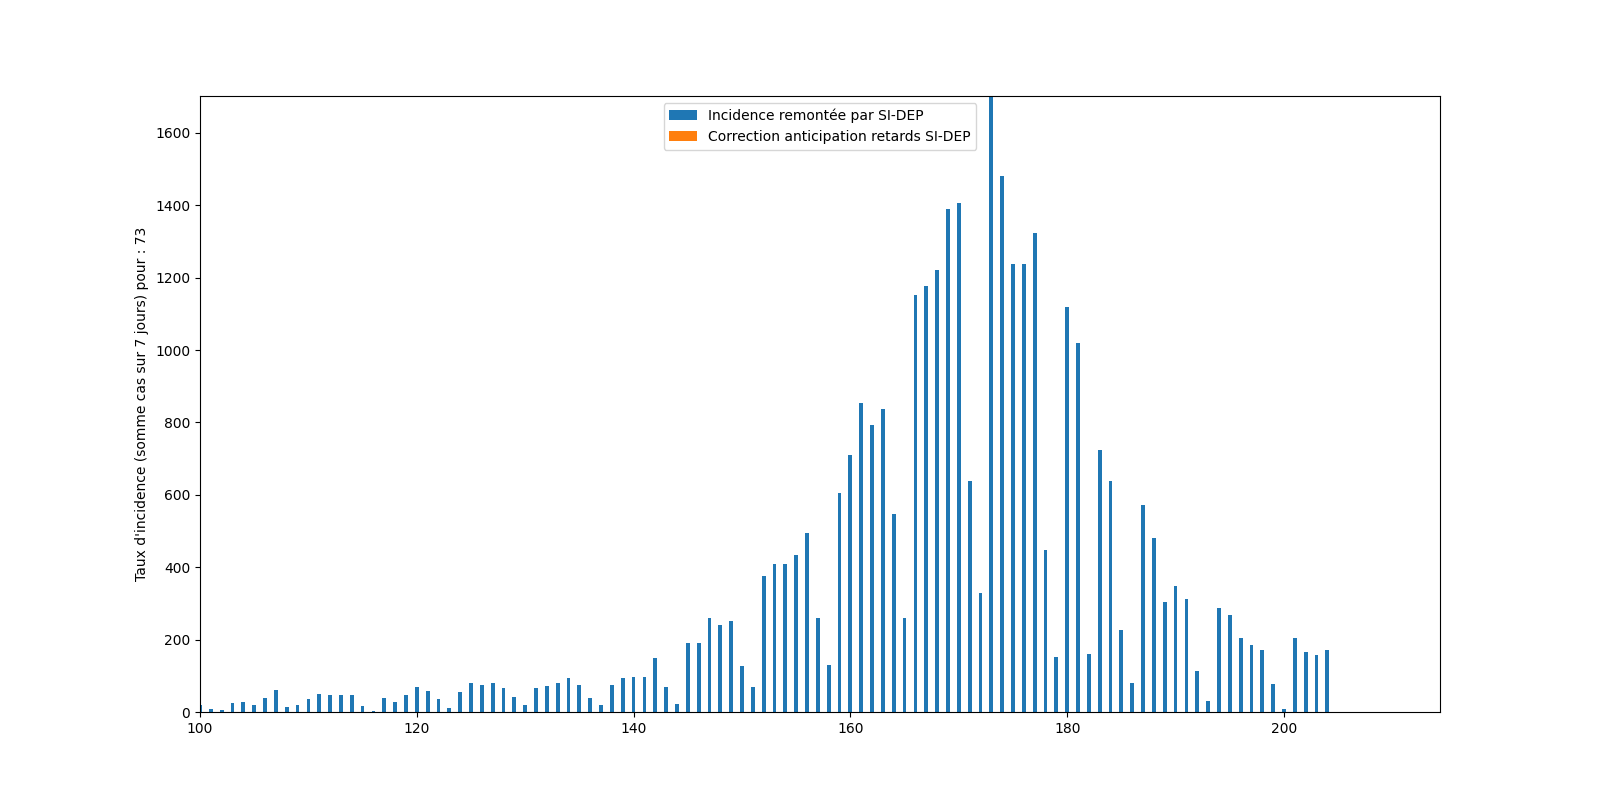 Incidence remontée par SI-DEP
Correction anticipation retards SI-DEP
Taux d'incidence (somme cas sur 7 jours) pour : 73
1600
1400
1200
1000
800
600
400
200
0
100 120 140 160 180 200